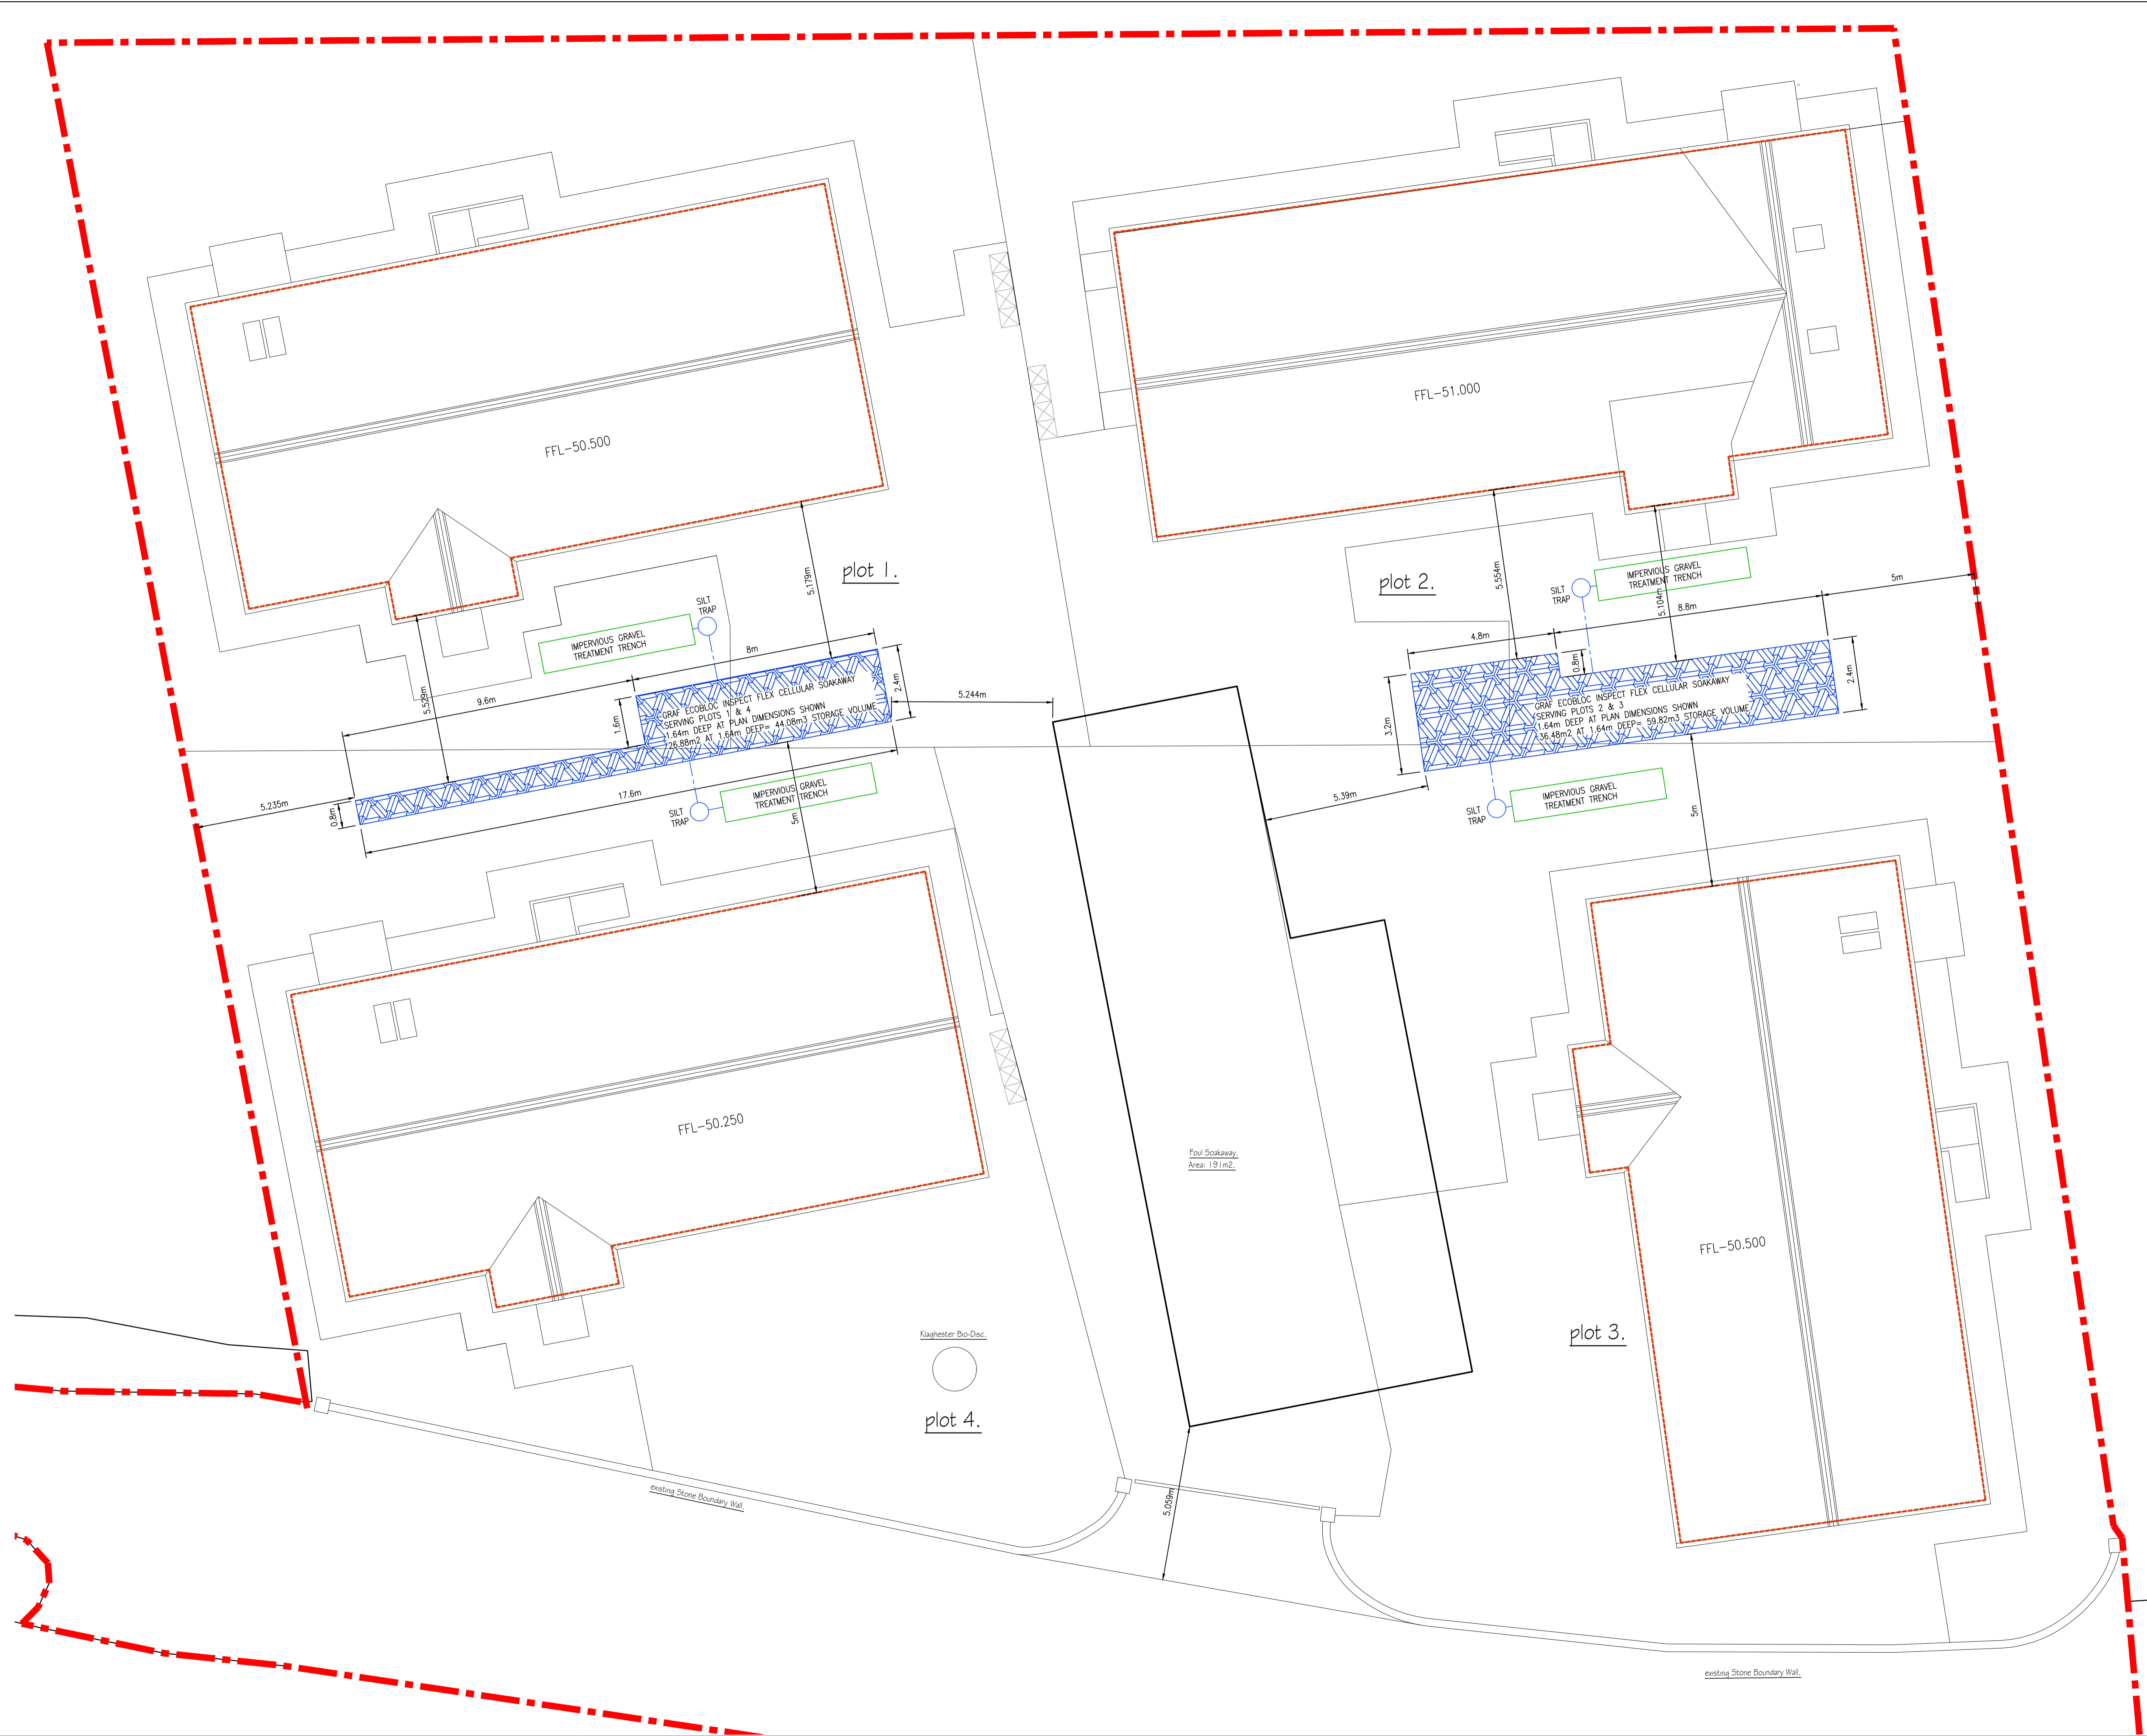 FFL-50.500
FFL-51.000
plot 1.
plot 2.
5.179m
5.554m
5.104m
5m
SILT
TRAP
IMPERVIOUS GRAVEL
TREATMENT TRENCH
SILT
TRAP
IMPERVIOUS GRAVEL
TREATMENT TRENCH
8m
9.6m
5.529m
1.6m
2.4m
5.244m
4.8m
8.8m
0.8m
3.2m
2.4m
GRAF ECOBLOC INSPECT FLEX CELLULAR SOAKAWAY
SERVING PLOTS 1 & 4
1.64m DEEP AT PLAN DIMENSIONS SHOWN
26.88m2 AT 1.64m DEEP= 44.08m3 STORAGE VOLUME
GRAF ECOBLOC INSPECT FLEX CELLULAR SOAKAWAY
SERVING PLOTS 2 & 3
1.64m DEEP AT PLAN DIMENSIONS SHOWN
36.48m2 AT 1.64m DEEP= 59.82m3 STORAGE VOLUME
5.235m
0.8m
17.6m
SILT
TRAP
IMPERVIOUS GRAVEL
TREATMENT TRENCH
5m
5.39m
SILT
TRAP
IMPERVIOUS GRAVEL
TREATMENT TRENCH
5m
FFL-50.250
Foul Soakaway.
Area: 191m2.
FFL-50.500
Klaghester Bio-Disc.
plot 3.
plot 4.
existing Stone Boundary Wall.
5.059m
existing Stone Boundary Wall.